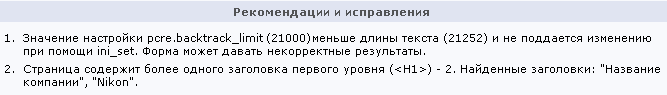 Рекомендации и исправления
1. Значение настройки pcre.backtrack_limit (21000)меньше длины текста (21252) и не поддается изменению
при помощи ini_set. Форма может давать некорректные результаты.
2. Страница содержит более одного заголовка первого уровня (<H1>) - 2. Найденные заголовки: "Название
компании", "Nikon".